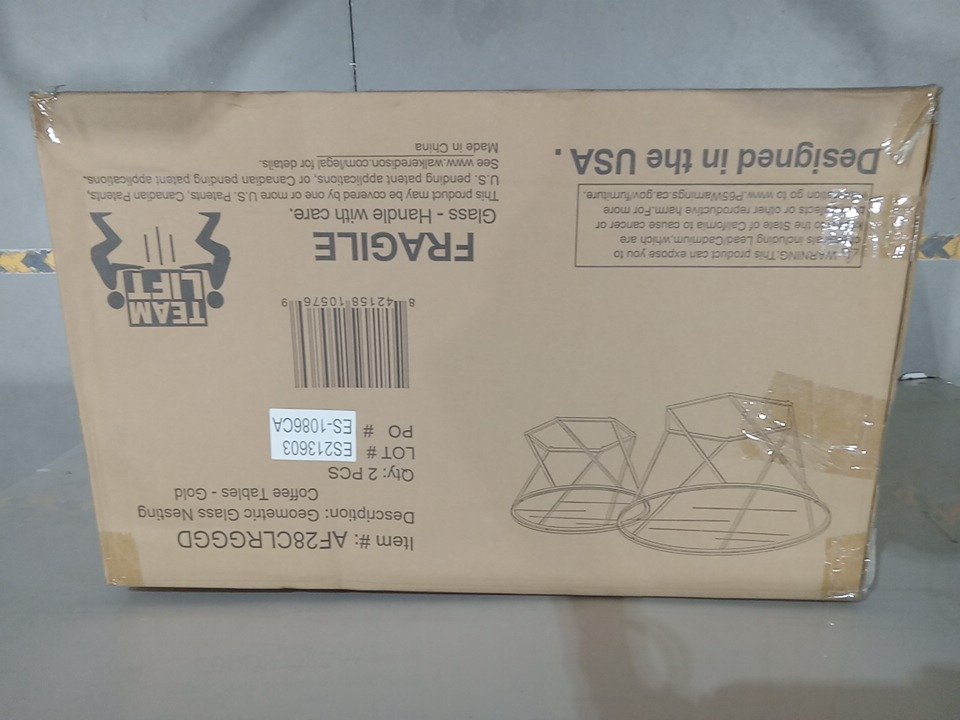 Item #: AF28CLRGGGD
Description: Geometric Glass Nesting
Coffee Tables - Gold
Qty: 2 PCS
LOT # ES213603
PO # ES-1086CA
8 42158 10576 9
TEAM
LIFT
FRAGILE
Glass - Handle with care.
This product may be covered by one or more U.S. Patents, Canadian Patents,
U.S. pending patent applications, or Canadian pending patent applications.
See www.walkeredison.com/legal for details.
Made in China
WARNING:This product can expose you to
chemicals including Lead/Cadmium,which are
known to the State of California to cause cancer or
birth defects or other reproductive harm.For more
information go to www.P65Warnings.ca.gov/furniture.
Designed in the USA.